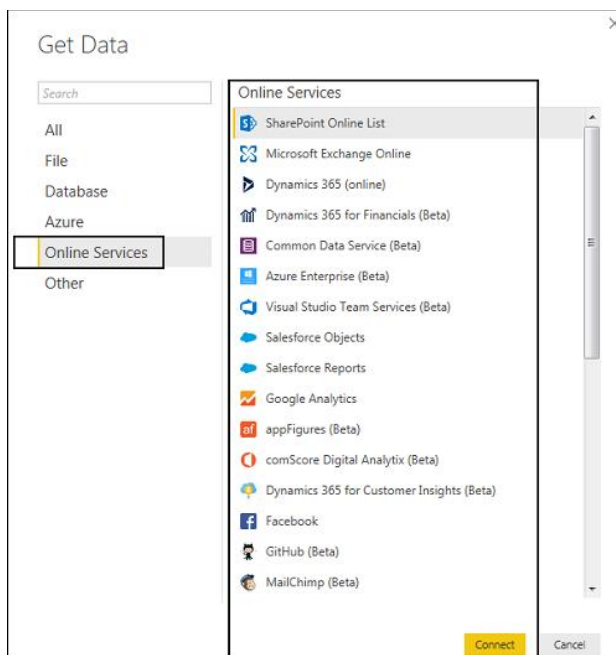 Get Data
Search
All
File
Database
Azure
Online Services
Other
Online Services
SharePoint Online List
Microsoft Exchange Online
Dynamics 365 (online)
Dynamics 365 for Financials (Beta)
Common Data Service (Beta)
Azure Enterprise (Beta)
Visual Studio Team Services (Beta)
Salesforce Objects
Salesforce Reports
Google Analytics
appFigures (Beta)
comScore Digital Analytix (Beta)
Dynamics 365 for Customer Insights (Beta)
Facebook
GitHub (Beta)
MailChimp (Beta)
Connect
Cancel